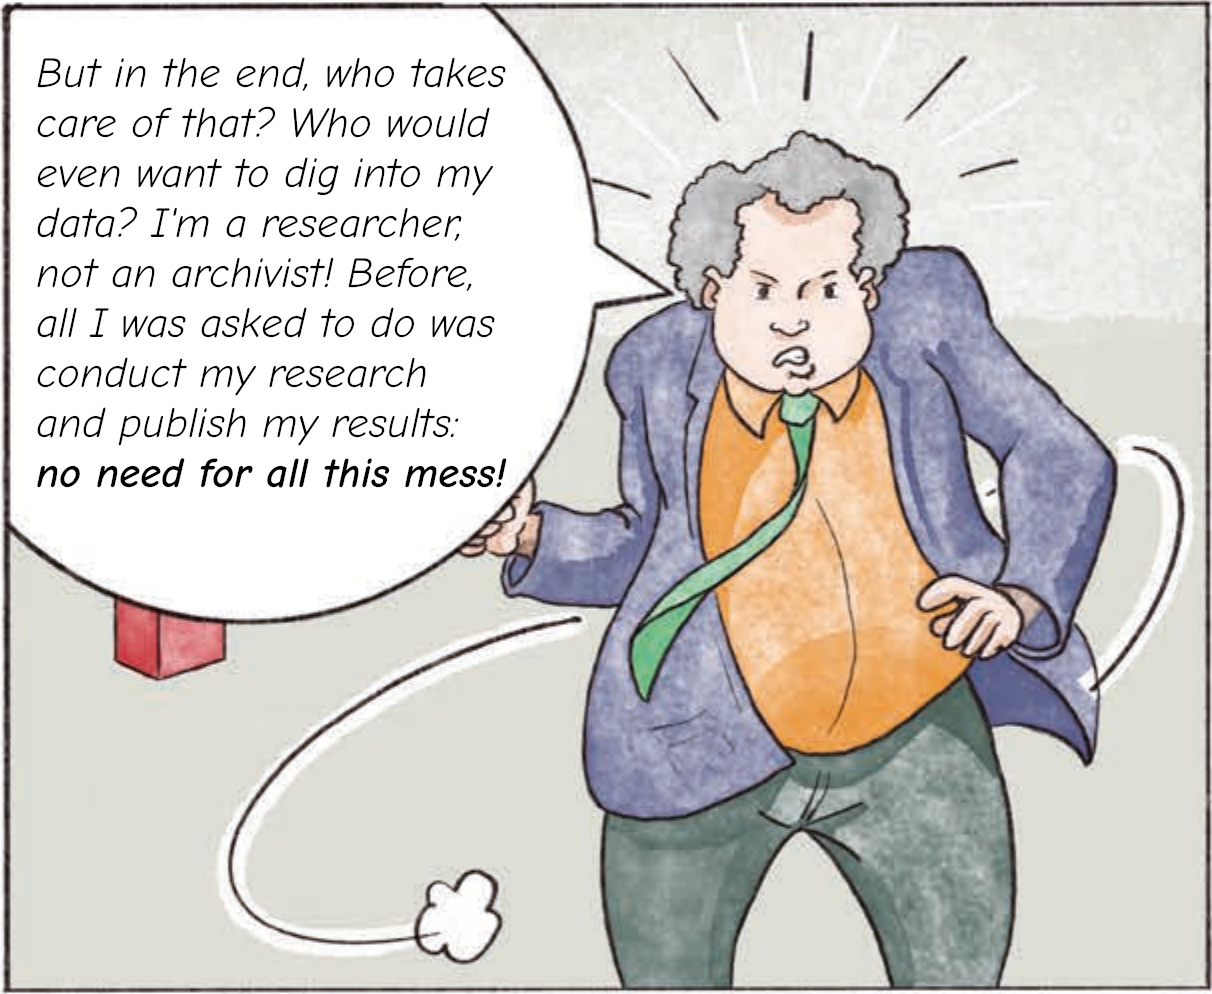 But in the end, who takes
care of that? Who would
even want to dig into my
data? I'm a researcher,
not an archivist! Before,
all I was asked to do was
conduct my research
and publish my results:
no need for all this mess!